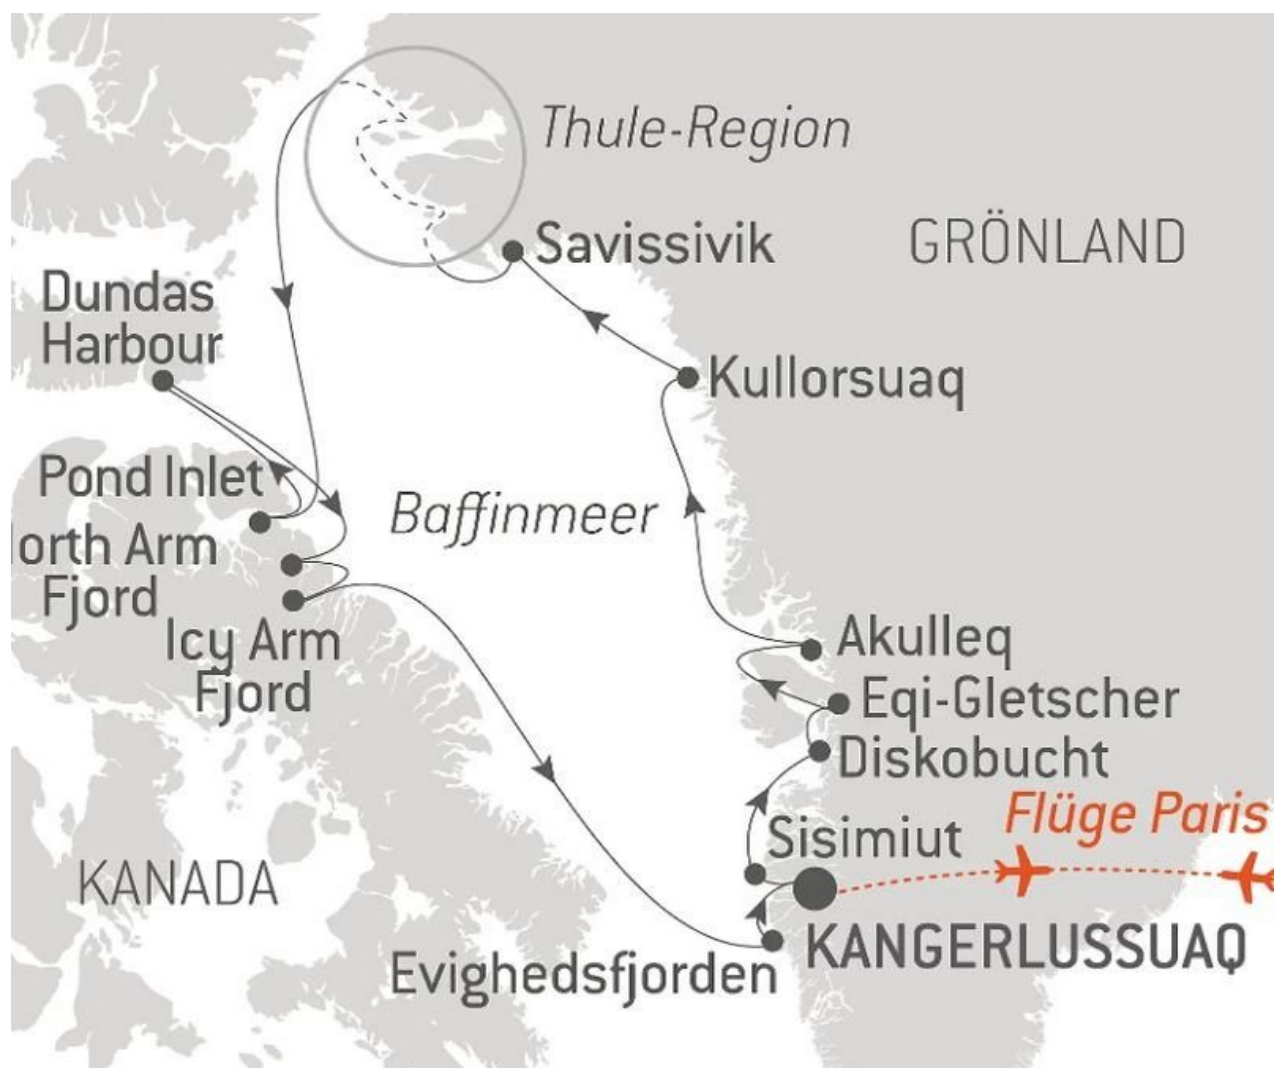 Thule-Region
Savissivik
GRÖNLAND
Dundas
Harbour
Kullorsuaq
Pond Inlet
Baffinmeer
orth Arm
Fjord
Icy Arm
Fjord
Akulleq
Eqi-Gletscher
Diskobucht
Flüge Paris
Sisimiut
KANADA
KANGERLUSSUAQ
Evighedsfjorden